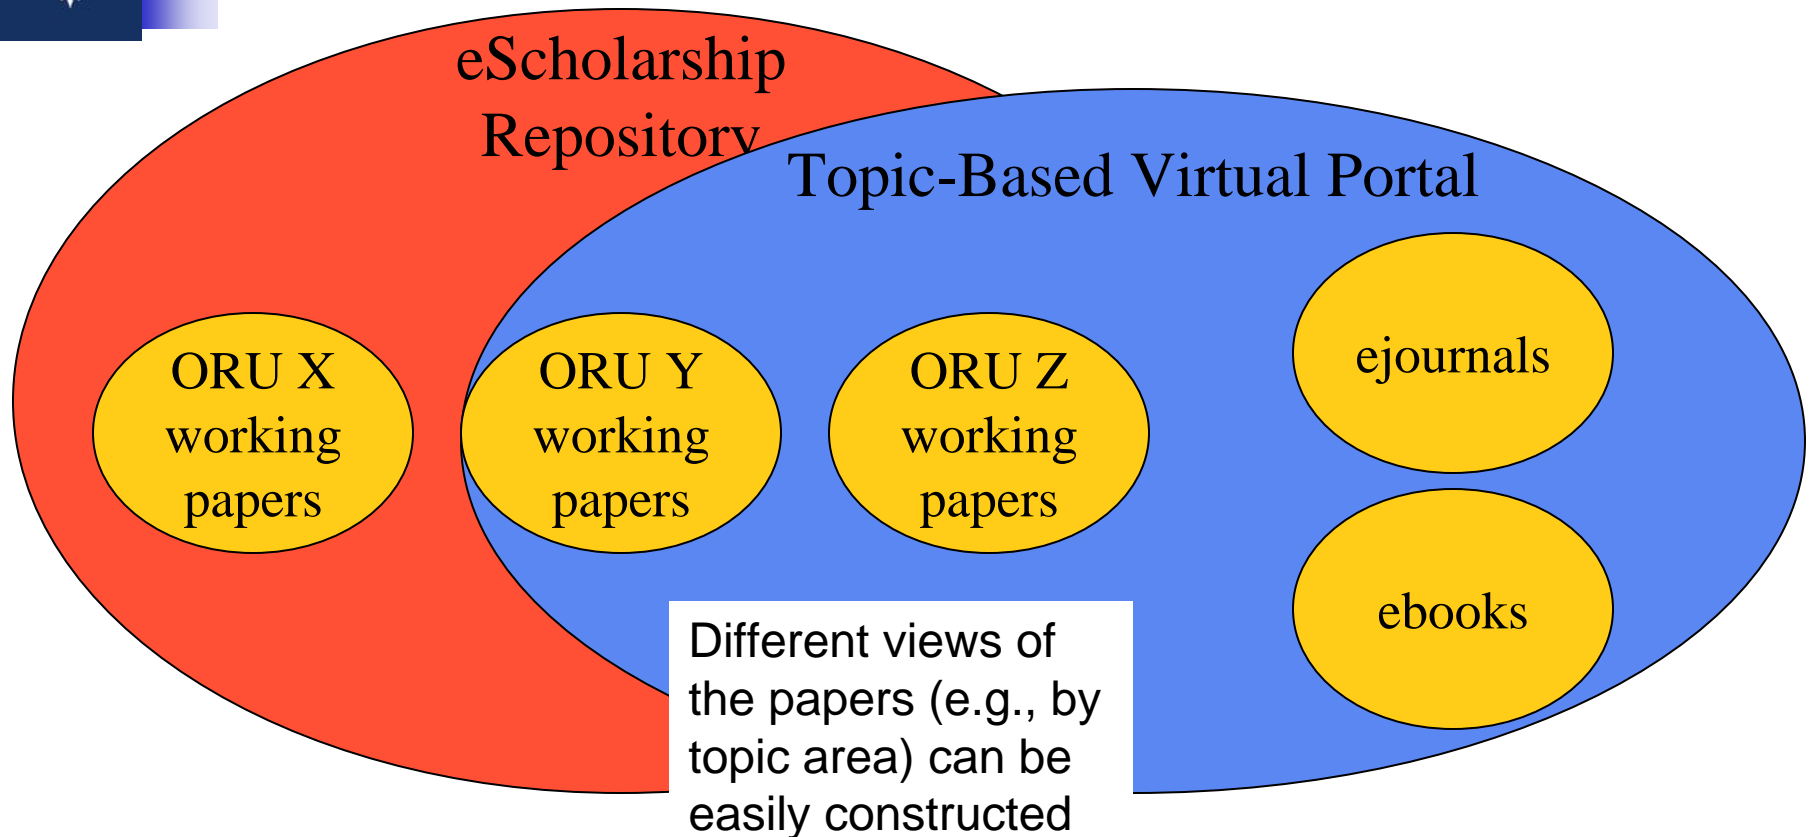 eScholarship
Repository
Topic-Based Virtual Portal
ORU X
working
papers
ORU Y
working
papers
ORU Z
working
papers
ejournals
ebooks
Different views of
the papers (e.g., by
topic area) can be
easily constructed